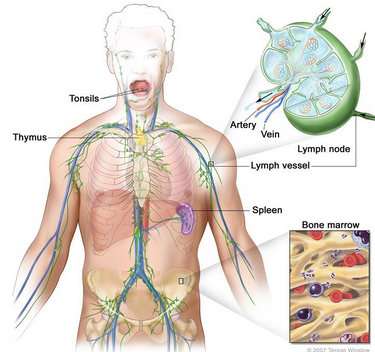 Tonsils
Thymus
Artery
Vein
Lymph node
Lymph vessel
Spleen
Bone marrow
© 2007 Terese Winslow